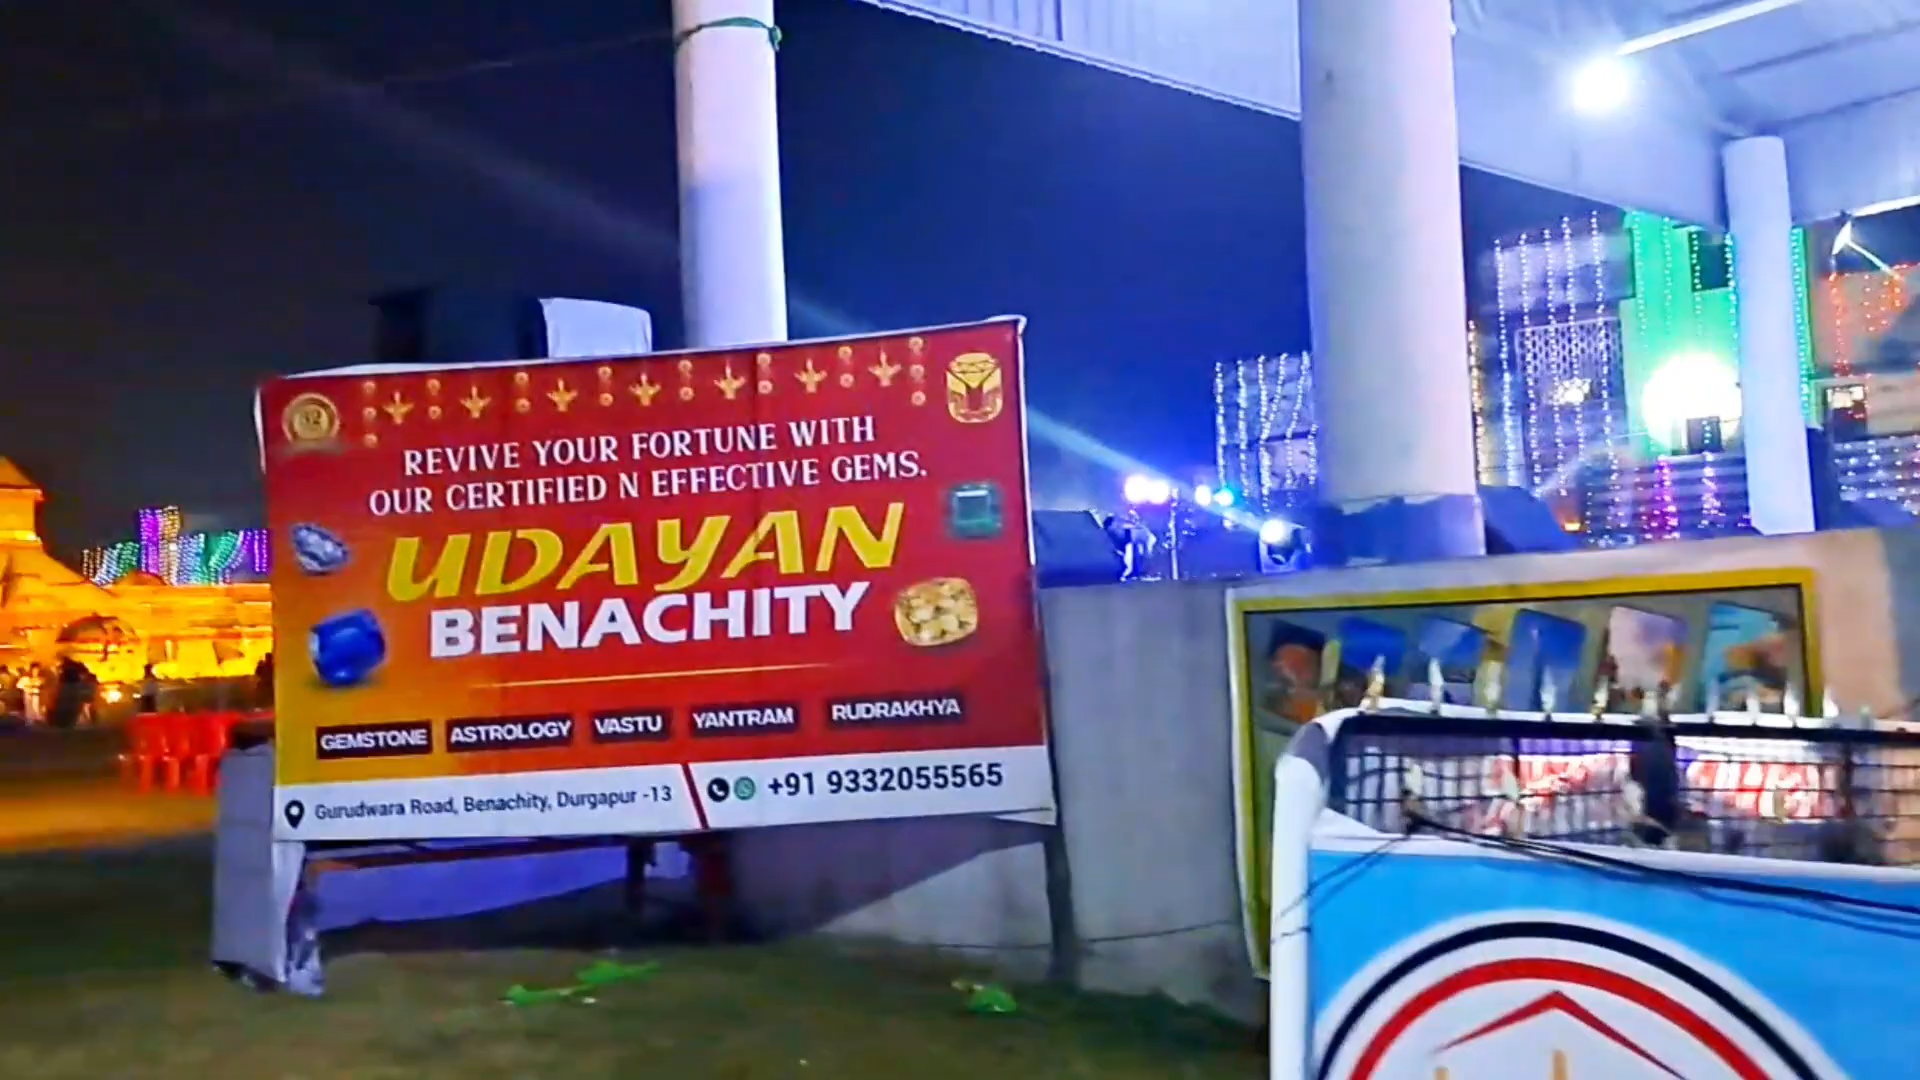 REVIVE YOUR FORTUNE WITH
OUR CERTIFIED N EFFECTIVE GEMS.
UDAYAN
BENACHITY
GEMSTONE ASTROLOGY VASTU YANTRAM RUDRAKHYA
Gurudwara Road, Benachity, Durgapur -13
+91 9332055565